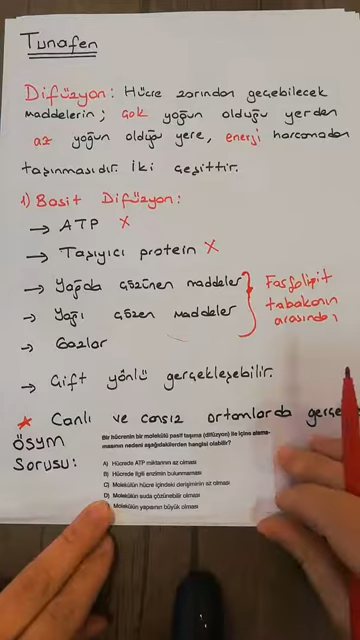 Tunafen
Difüzyon: Hücre zarından geçebilecek
maddelerin; çok yoğun olduğu yerden
az yoğun olduğu yere, enerji harcamadan
taşınmasıdır. İki çeşittir.
1) Basit Difüzyon:
→ ATP X
→ Taşıyıcı protein X
→ Yağda çözünen maddeler
→ Yağı çözen maddeler
→ Gazlar
Fosfolipit
tabakanın
arasından
→ Çift yönlü gerçekleşebilir.
* Canlı ve cansız ortamlarda gerçe
ÖSYM
Sorusu:
Bir hücrenin bir molekülü pasif taşıma (difüzyon) ile içine alama-
masının nedeni aşağıdakilerden hangisi olabilir?
A) Hücrede ATP miktarının az olması
B) Hücrede ilgili enzimin bulunmaması
C) Molekülün hücre içindeki derişiminin az olması
D) Molekülün suda çözünebilir olması
Molekülün yapısının büyük olması